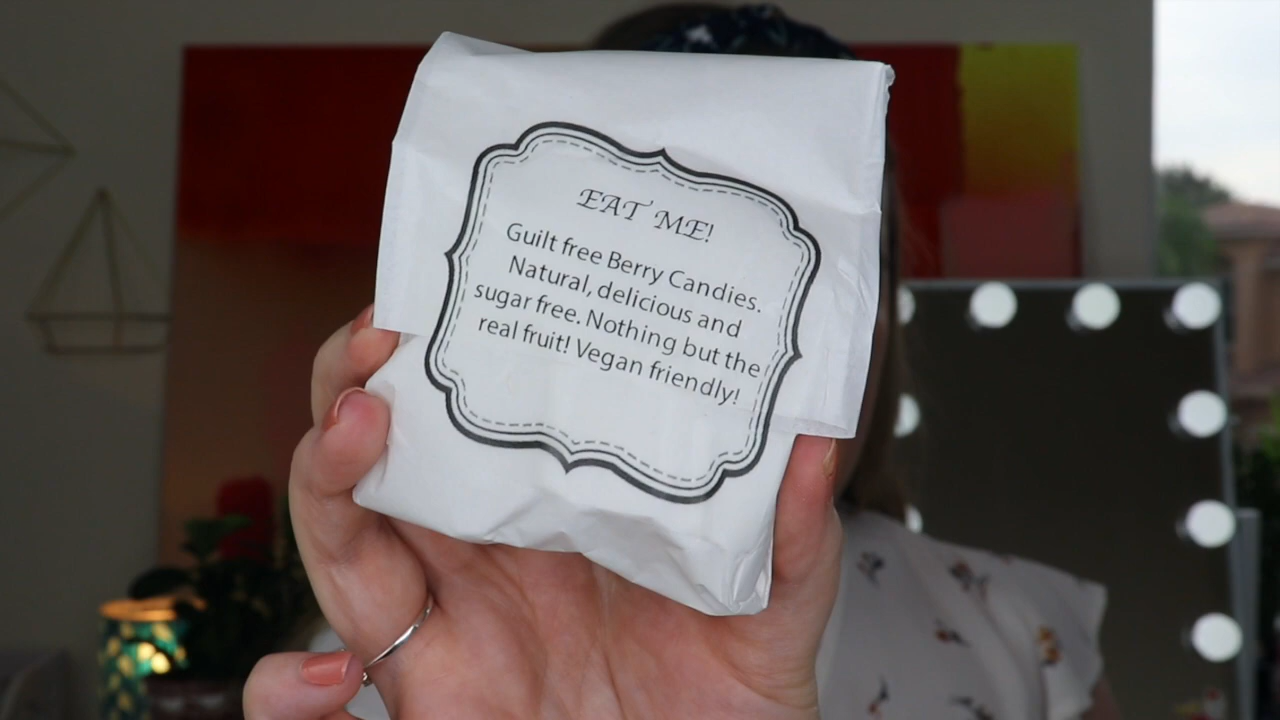 EAT ME!
Guilt free Berry Candies.
Natural, delicious and
sugar free. Nothing but the
real fruit! Vegan friendly!